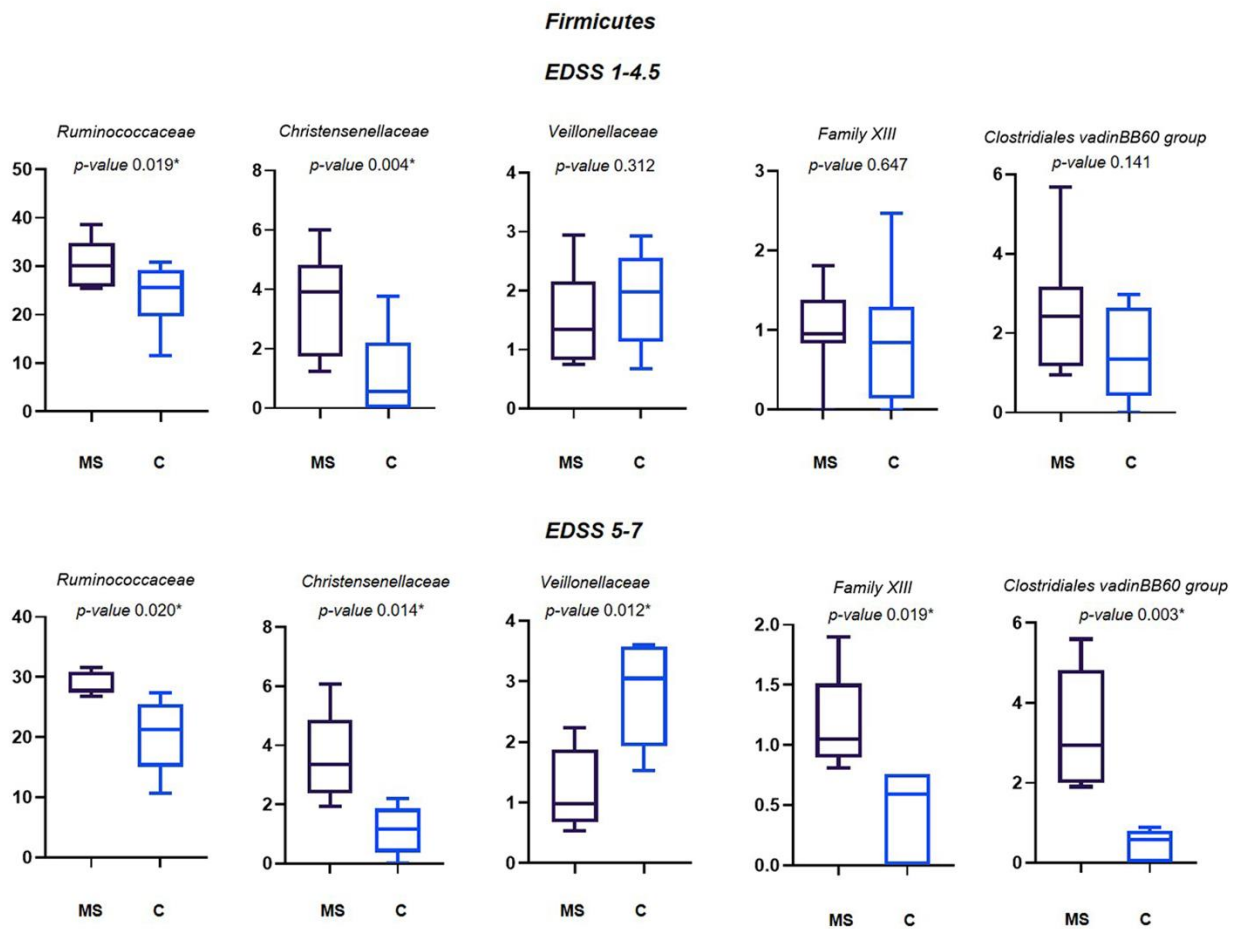 Firmicutes
EDSS 1-4.5
Ruminococcaceae
p-value 0.019*
50
40
30
20
10
0
MS C
Christensenellaceae
p-value 0.004*
8
6
4
2
0
MS C
Veillonellaceae
p-value 0.312
4
3
2
1
0
MS C
Family XIII
p-value 0.647
3
2
1
0
MS C
Clostridiales vadinBB60 group
p-value 0.141
6
4
2
0
MS C
EDSS 5-7
Ruminococcaceae
p-value 0.020*
40
30
20
10
0
MS C
Christensenellaceae
p-value 0.014*
8
6
4
2
0
MS C
Veillonellaceae
p-value 0.012*
4
3
2
1
0
MS C
Family XIII
p-value 0.019*
2.0
1.5
1.0
0.5
0.0
MS C
Clostridiales vadinBB60 group
p-value 0.003*
6
4
2
0
MS C